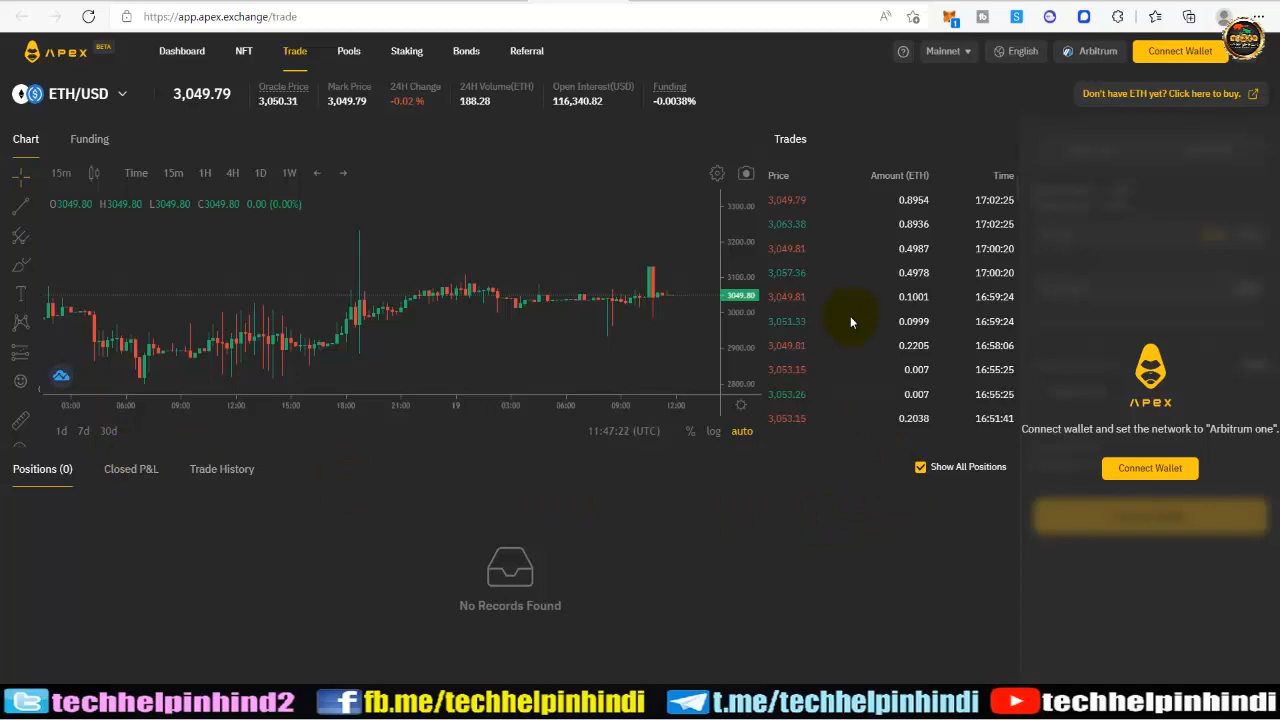 https://app.apex.exchange/trade
APEX BETA Dashboard NFT Trade Pools Staking Bonds Referral Mainnet English Arbitrum Connect Wallet
ETH/USD 3,049.79
Oracle Price 3,050.31
Mark Price 3,049.79
24H Change -0.02 %
24H Volume(ETH) 188.28
Open Interest(USD) 116,340.82
Funding -0.0038%
Don't have ETH yet? Click here to buy.
Chart Funding
15m Time 15m 1H 4H 1D 1W
O3049.80 H3049.80 L3049.80 C3049.80 0.00 (0.00%)
3300.00
3200.00
3100.00
3049.80
3000.00
2900.00
2800.00
03:00 06:00 09:00 12:00 15:00 18:00 21:00 19 03:00 06:00 09:00 12:00
1d 7d 30d 11:47:22 (UTC) % log auto
Trades
Price Amount (ETH) Time
3,049.79 0.8954 17:02:25
3,063.38 0.8936 17:02:25
3,049.81 0.4987 17:00:20
3,057.36 0.4978 17:00:20
3,049.81 0.1001 16:59:24
3,051.33 0.0999 16:59:24
3,049.81 0.2205 16:58:06
3,053.15 0.007 16:55:25
3,053.26 0.007 16:55:25
3,053.15 0.2038 16:51:41
APEX
Connect wallet and set the network to "Arbitrum one".
Connect Wallet
Positions (0) Closed P&L Trade History Show All Positions
No Records Found
techhelpinhindi2 fb.me/techhelpinhindi t.me/techhelpinhindi techhelpinhindi